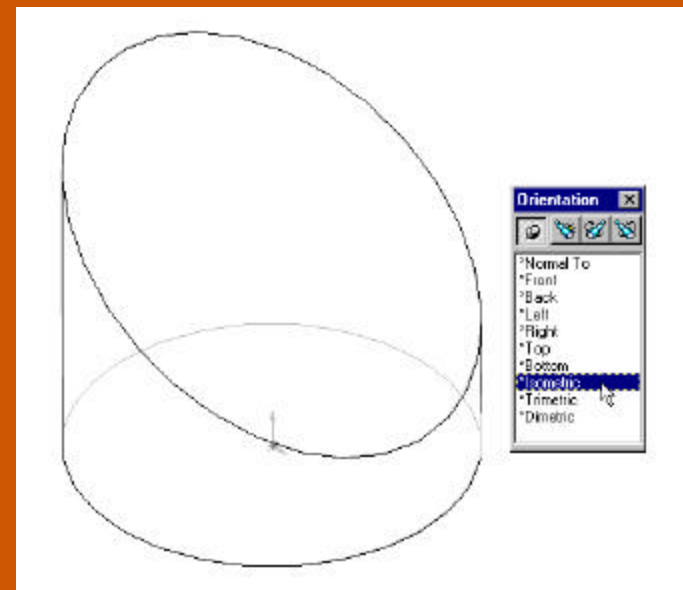 Orientation
*Normal To
*Front
*Back
*Left
*Right
*Top
*Bottom
*Isometric
*Trimetric
*Dimetric